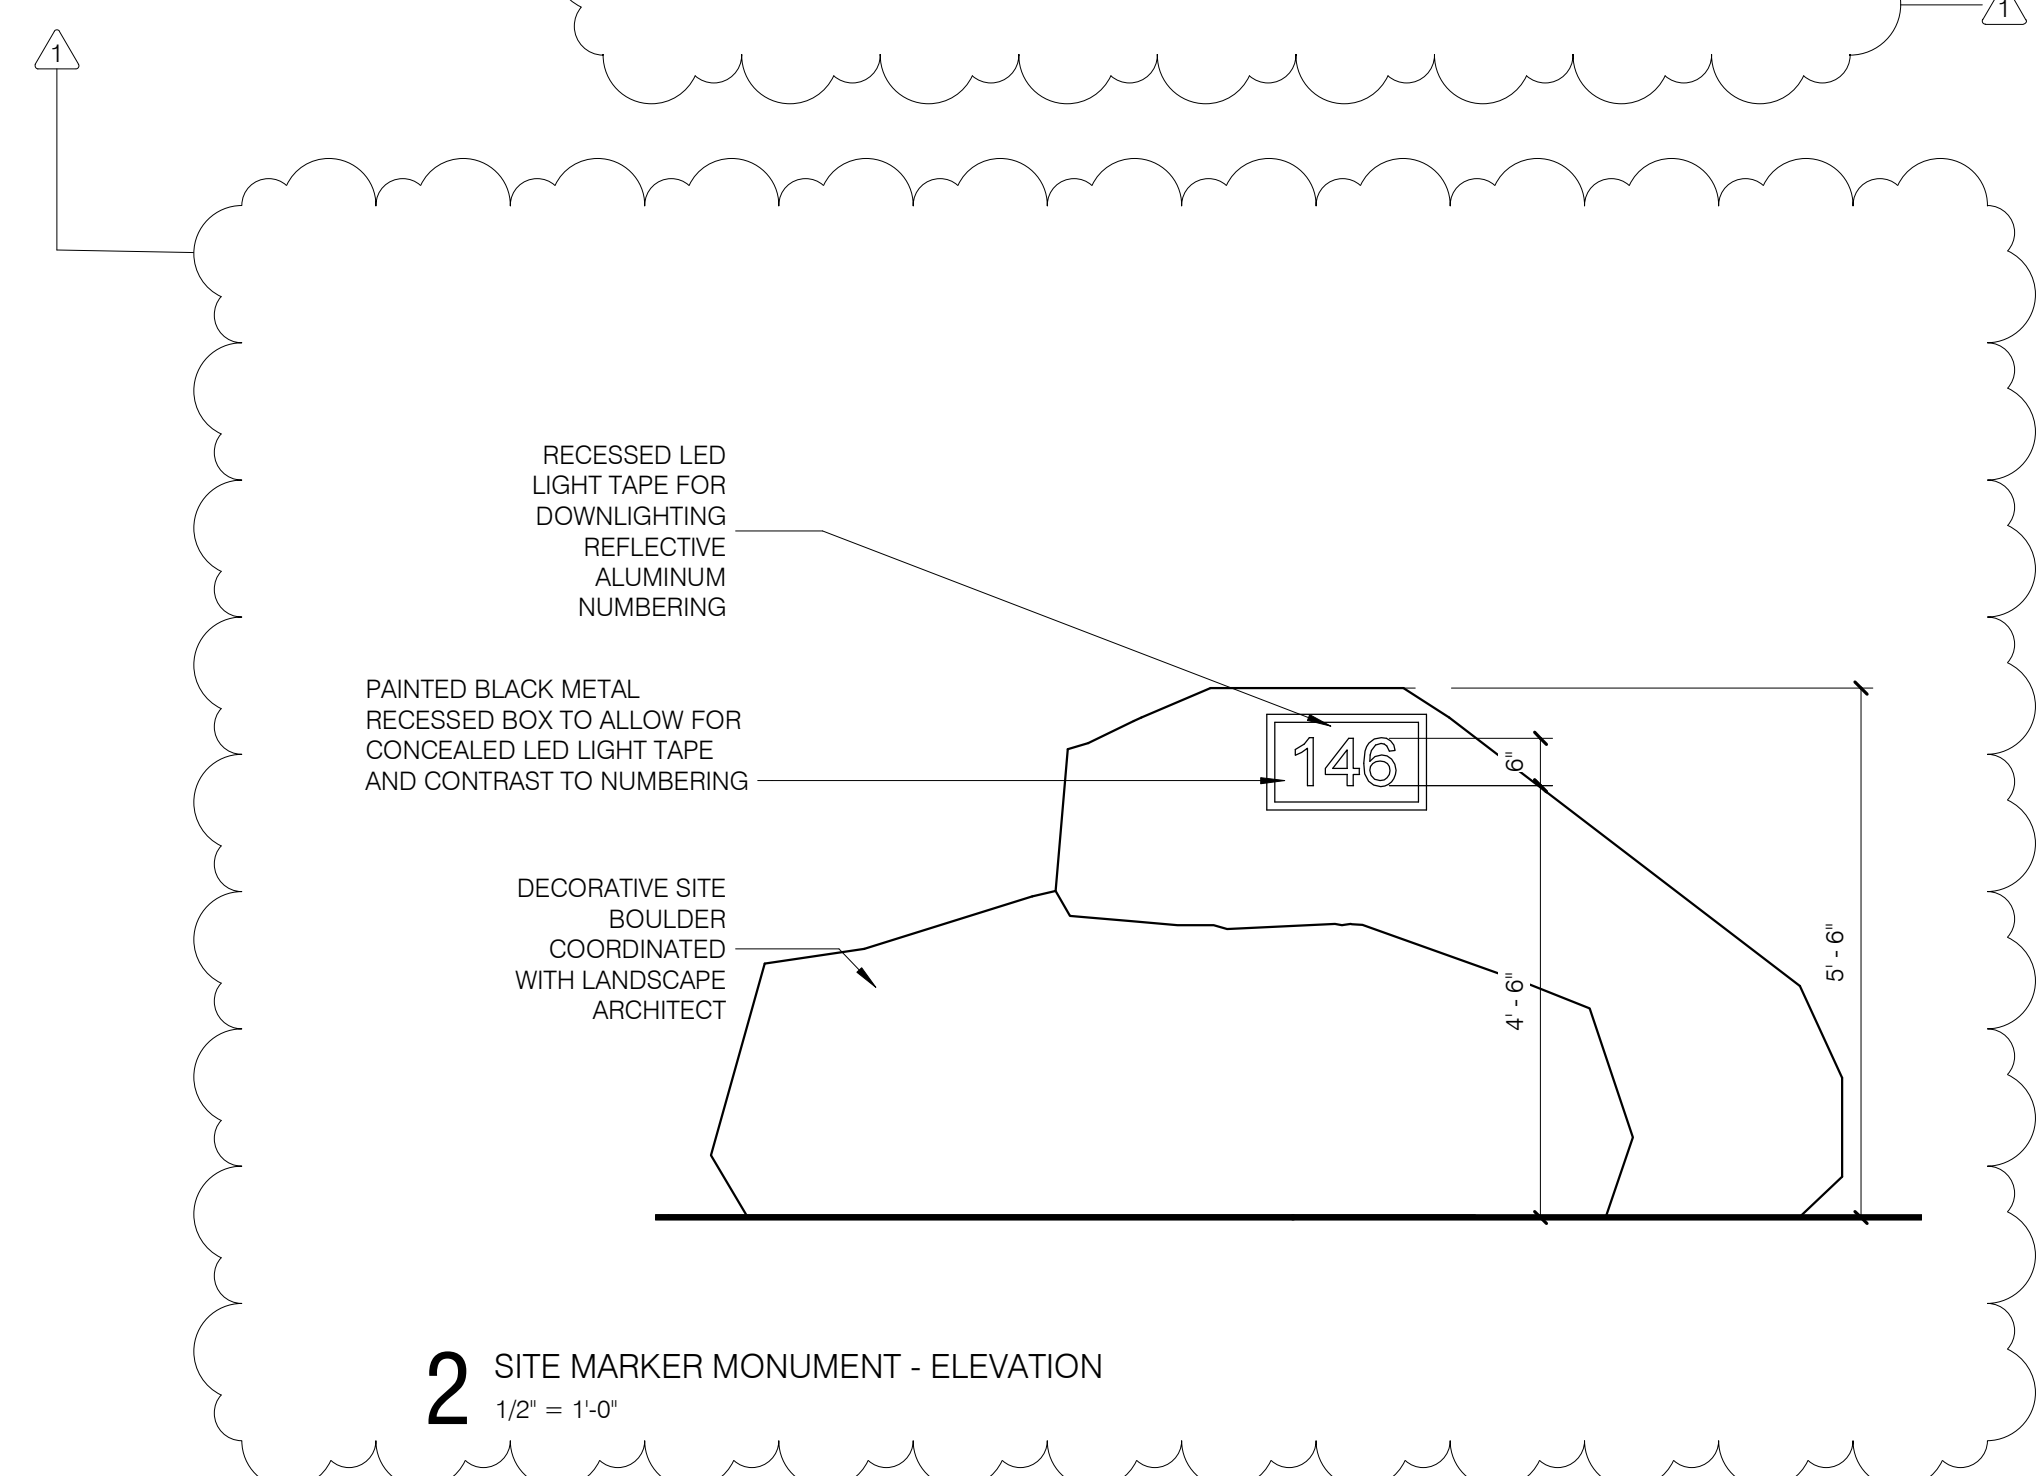 1
1
RECESSED LED
LIGHT TAPE FOR
DOWNLIGHTING
REFLECTIVE
ALUMINUM
NUMBERING
PAINTED BLACK METAL
RECESSED BOX TO ALLOW FOR
CONCEALED LED LIGHT TAPE
AND CONTRAST TO NUMBERING
146
6"
DECORATIVE SITE
BOULDER
COORDINATED
WITH LANDSCAPE
ARCHITECT
4' - 6"
5' - 6"
2 SITE MARKER MONUMENT - ELEVATION
1/2" = 1'-0"